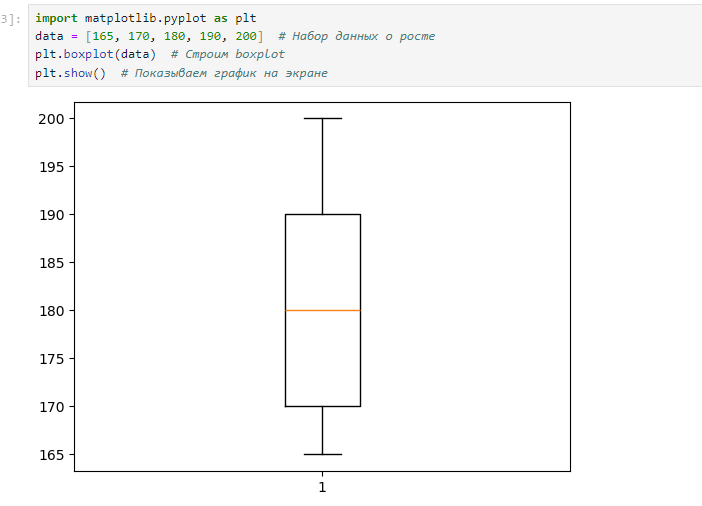 3]:
import matplotlib.pyplot as plt
data = [165, 170, 180, 190, 200]  # Набор данных о росте
plt.boxplot(data)  # Строим boxplot
plt.show()  # Показываем график на экране
200
195
190
185
180
175
170
165
1